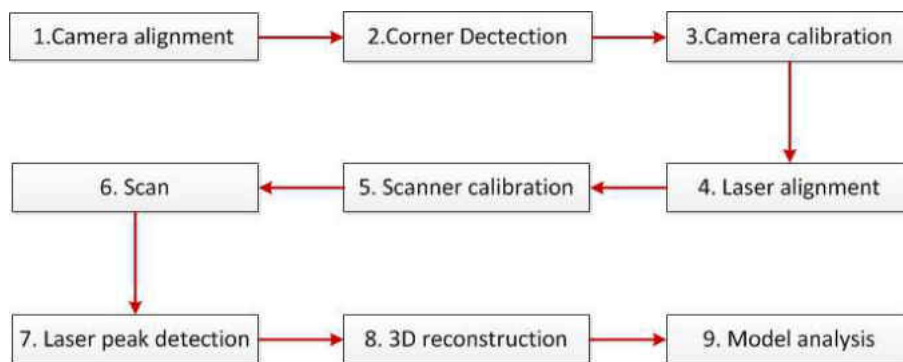 1.Camera alignment
2.Corner Dectection
3.Camera calibration
4. Laser alignment
5. Scanner calibration
6. Scan
7. Laser peak detection
8. 3D reconstruction
9. Model analysis